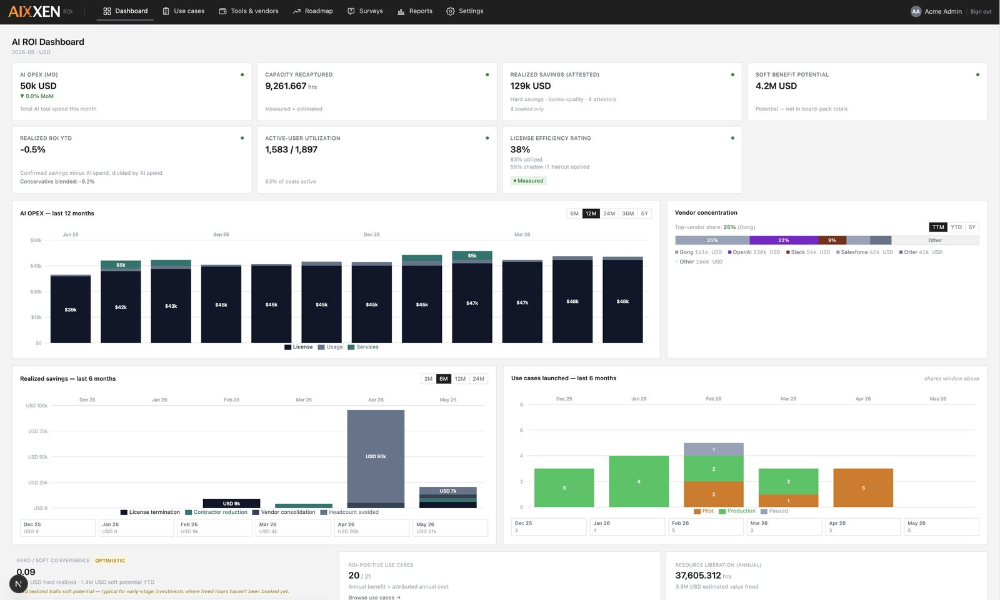 AIXXEN ROI
Dashboard
Use cases
Tools & vendors
Roadmap
Surveys
Reports
Settings
AA Acme Admin
Sign out
AI ROI Dashboard
2026-05 · USD
AI OPEX (MO)
50k USD
▼ 0.0% MoM
Total AI tool spend this month
CAPACITY RECAPTURED
9,261.667 hrs
Measured + estimated
REALIZED SAVINGS (ATTESTED)
129k USD
Hard savings · books-quality · 4 attestors
$ booked only
SOFT BENEFIT POTENTIAL
4.2M USD
Potential — not in board-pack totals
REALIZED ROI YTD
-0.5%
Confirmed savings minus AI spend, divided by AI spend
Conservative blended: -9.2%
ACTIVE-USER UTILIZATION
1,583 / 1,897
83% of seats active
LICENSE EFFICIENCY RATING
38%
83% utilized
55% shadow IT haircut applied
Measured
AI OPEX — last 12 months
6M 12M 24M 36M 5Y
Jun 25 Sep 25 Dec 25 Mar 26
$60k
$45k
$30k
$15k
$0
$5k $5k
$39k $42k $43k $45k $45k $45k $45k $45k $47k $47k $48k $48k
License Usage Services
Vendor concentration
Top-vendor share: 25% (Gong)
TTM YTD 5Y
25% 22% 9% Other
Gong 141k USD OpenAI 130k USD Slack 54k USD Salesforce 45k USD Otter 41k USD
Other 166k USD
Realized savings — last 6 months
3M 6M 12M 24M
Dec 25 Jan 26 Feb 26 Mar 26 Apr 26 May 26
USD 100k
USD 75k
USD 50k
USD 25k
USD 0
USD 9k USD 90k USD 7k
License termination Contractor reduction Vendor consolidation Headcount avoided
Dec 25 Jan 26 Feb 26 Mar 26 Apr 26 May 26
USD 0 USD 0 USD 9k USD 4k USD 95k USD 21k
Use cases launched — last 6 months
shares window above
Dec 25 Jan 26 Feb 26 Mar 26 Apr 26 May 26
8
6
4
2
0
3 4 1 2 2 2 1 3
Pilot Production Paused
Dec 25 Jan 26 Feb 26 Mar 26 Apr 26 May 26
3 4 5 3 3 0
HARD / SOFT CONVERGENCE OPTIMISTIC
0.09
USD hard realized · 1.4M USD soft potential YTD
realized trails soft potential — typical for early-stage investments where freed hours haven't been booked yet.
N
ROI-POSITIVE USE CASES
20 / 21
Annual benefit > attributed annual cost
Browse use cases →
RESOURCE LIBERATION (ANNUAL)
37,605.312 hrs
3.3M USD estimated value freed